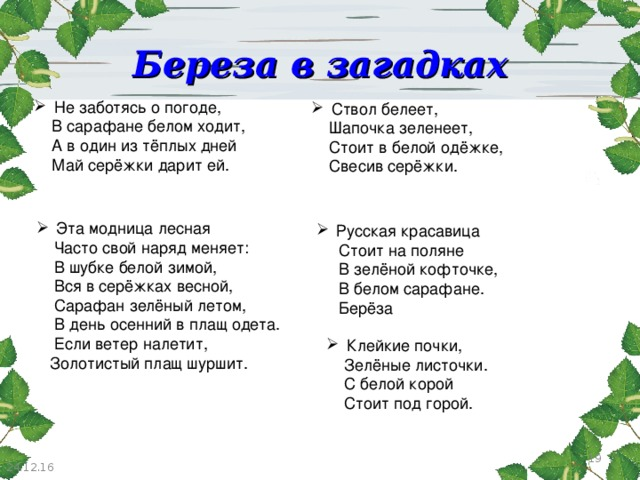 Береза в загадках
Не заботясь о погоде,
В сарафане белом ходит,
А в один из тёплых дней
Май серёжки дарит ей.
Эта модница лесная
Часто свой наряд меняет:
В шубке белой зимой,
Вся в серёжках весной,
Сарафан зелёный летом,
В день осенний в плащ одета.
Если ветер налетит,
Золотистый плащ шуршит.
Ствол белеет,
Шапочка зеленеет,
Стоит в белой одёжке,
Свесив серёжки.
Русская красавица
Стоит на поляне
В зелёной кофточке,
В белом сарафане.
Берёза
Клейкие почки,
Зелёные листочки.
С белой корой
Стоит под горой.
12.16
19